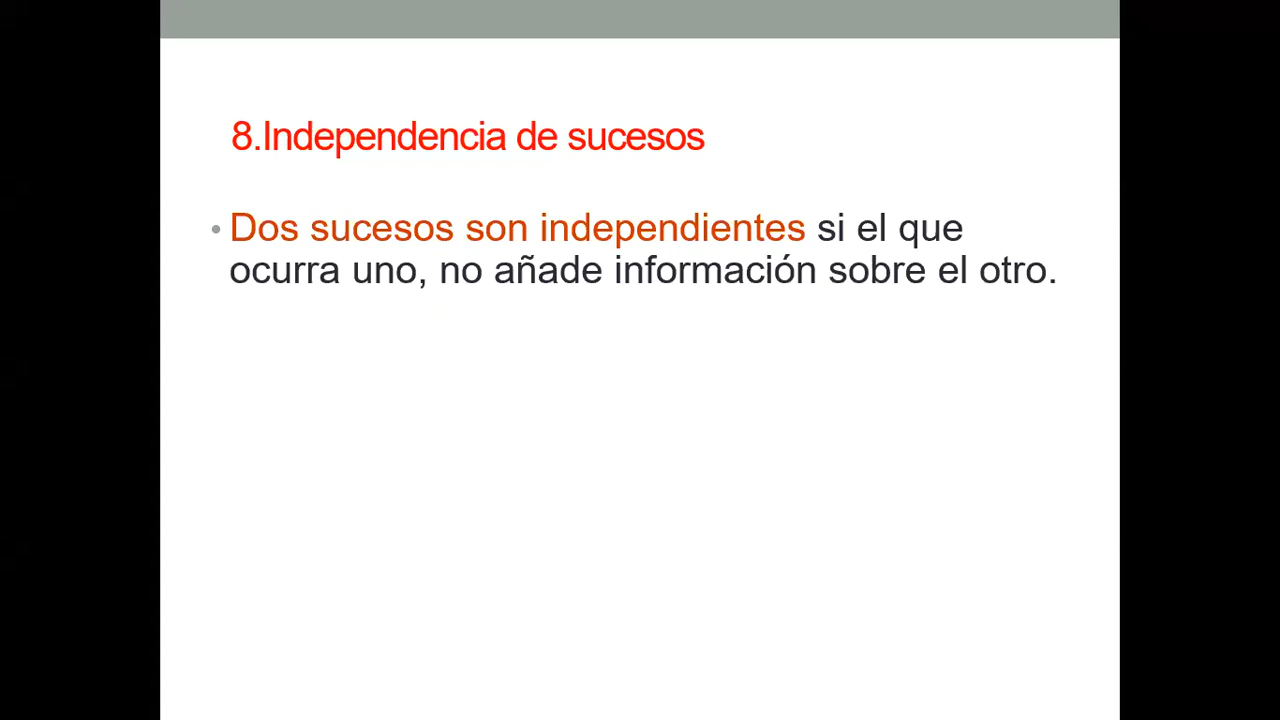 8.Independencia de sucesos
• Dos sucesos son independientes si el que
ocurra uno, no añade información sobre el otro.